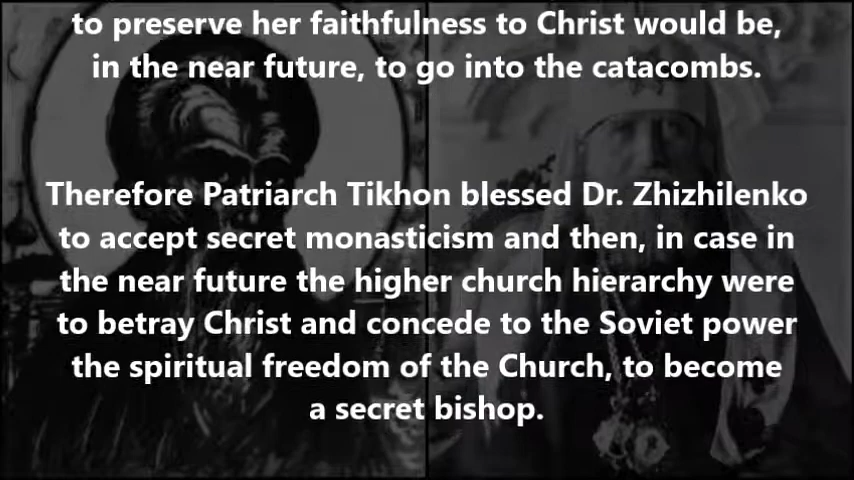 to preserve her faithfulness to Christ would be,
in the near future, to go into the catacombs.
Therefore Patriarch Tikhon blessed Dr. Zhizhilenko
to accept secret monasticism and then, in case in
the near future the higher church hierarchy were
to betray Christ and concede to the Soviet power
the spiritual freedom of the Church, to become
a secret bishop.